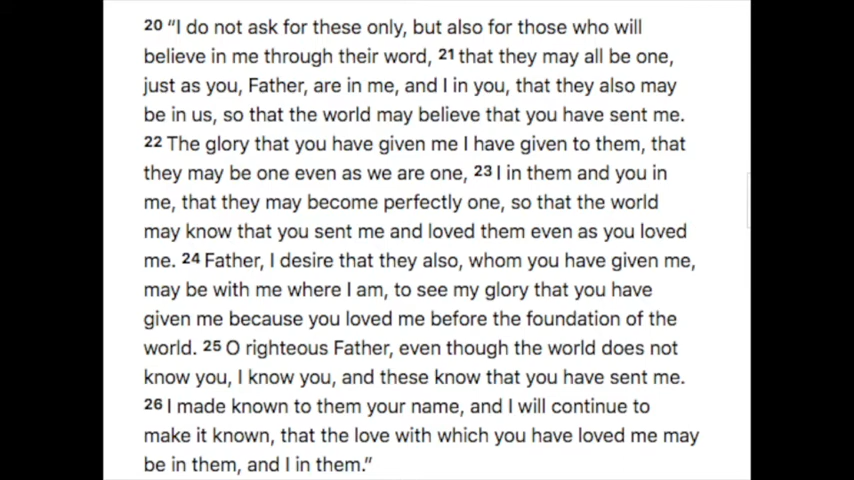 20 “I do not ask for these only, but also for those who will
believe in me through their word, 21 that they may all be one,
just as you, Father, are in me, and I in you, that they also may
be in us, so that the world may believe that you have sent me.
22 The glory that you have given me I have given to them, that
they may be one even as we are one, 23 I in them and you in
me, that they may become perfectly one, so that the world
may know that you sent me and loved them even as you loved
me. 24 Father, I desire that they also, whom you have given me,
may be with me where I am, to see my glory that you have
given me because you loved me before the foundation of the
world. 25 O righteous Father, even though the world does not
know you, I know you, and these know that you have sent me.
26 I made known to them your name, and I will continue to
make it known, that the love with which you have loved me may
be in them, and I in them.”